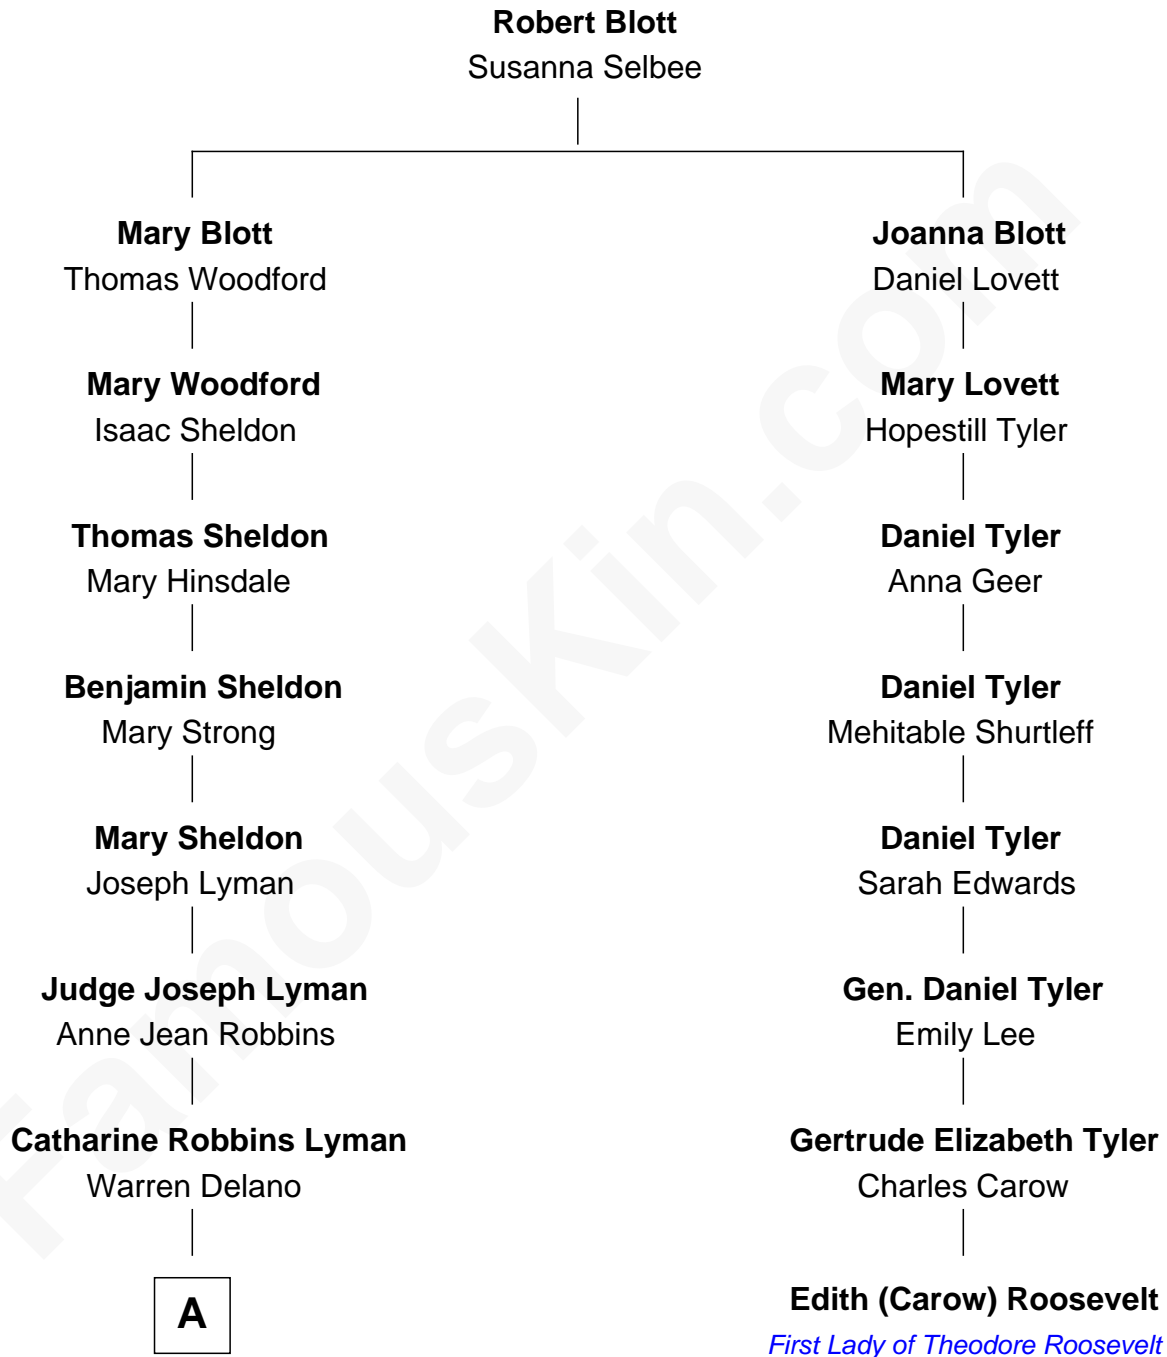 Robert Blott
Susanna Selbee
Mary Blott
Thomas Woodford
Joanna Blott
Daniel Lovett
Mary Woodford
Isaac Sheldon
Mary Lovett
Hopestill Tyler
Thomas Sheldon
Mary Hinsdale
Daniel Tyler
Anna Geer
Benjamin Sheldon
Mary Strong
Daniel Tyler
Mehitable Shurtleff
Mary Sheldon
Joseph Lyman
Daniel Tyler
Sarah Edwards
Judge Joseph Lyman
Anne Jean Robbins
Gen. Daniel Tyler
Emily Lee
Catharine Robbins Lyman
Warren Delano
Gertrude Elizabeth Tyler
Charles Carow
A
Edith (Carow) Roosevelt
First Lady of Theodore Roosevelt
FamousKin.com